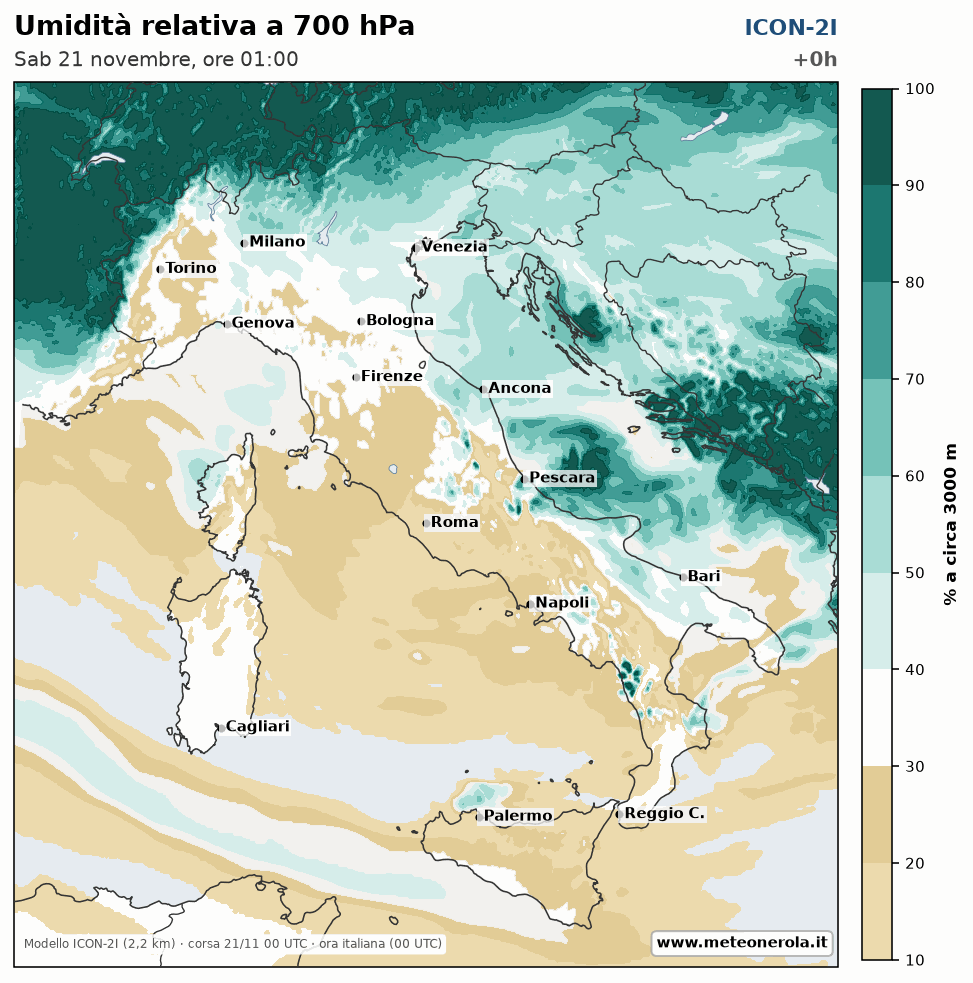 Umidità relativa a 700 hPa
ICON-2I
Sab 21 novembre, ore 01:00
+0h
100
90
80
70
60
50
40
30
20
10
% a circa 3000 m
Milano
Venezia
Torino
Genova
Bologna
Firenze
Ancona
Pescara
Roma
Bari
Napoli
Cagliari
Palermo
Reggio C.
Modello ICON-2I (2,2 km) · corsa 21/11 00 UTC · ora italiana (00 UTC)
www.meteonerola.it